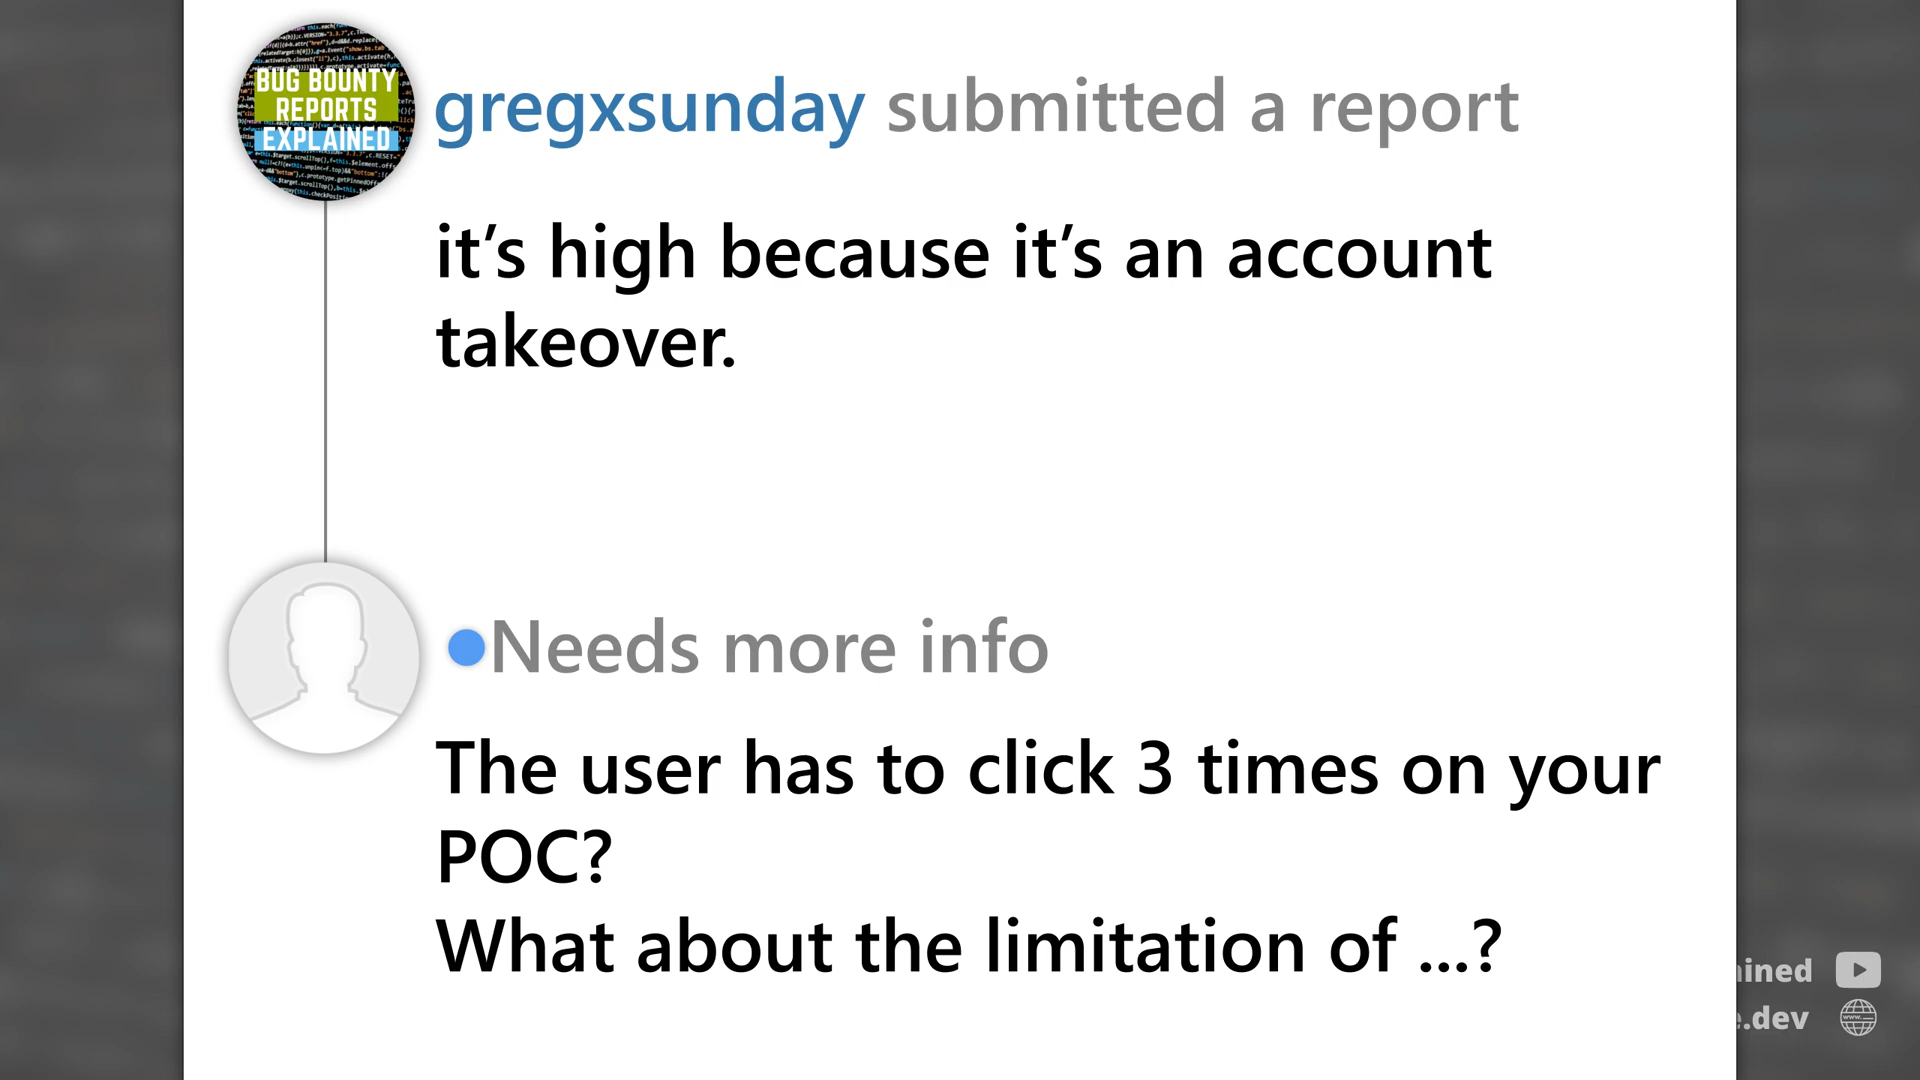 BUG BOUNTY
REPORTS
EXPLAINED
gregxsunday submitted a report
it’s high because it’s an account
takeover.
Needs more info
The user has to click 3 times on your
POC?
What about the limitation of ...?
ained
.dev